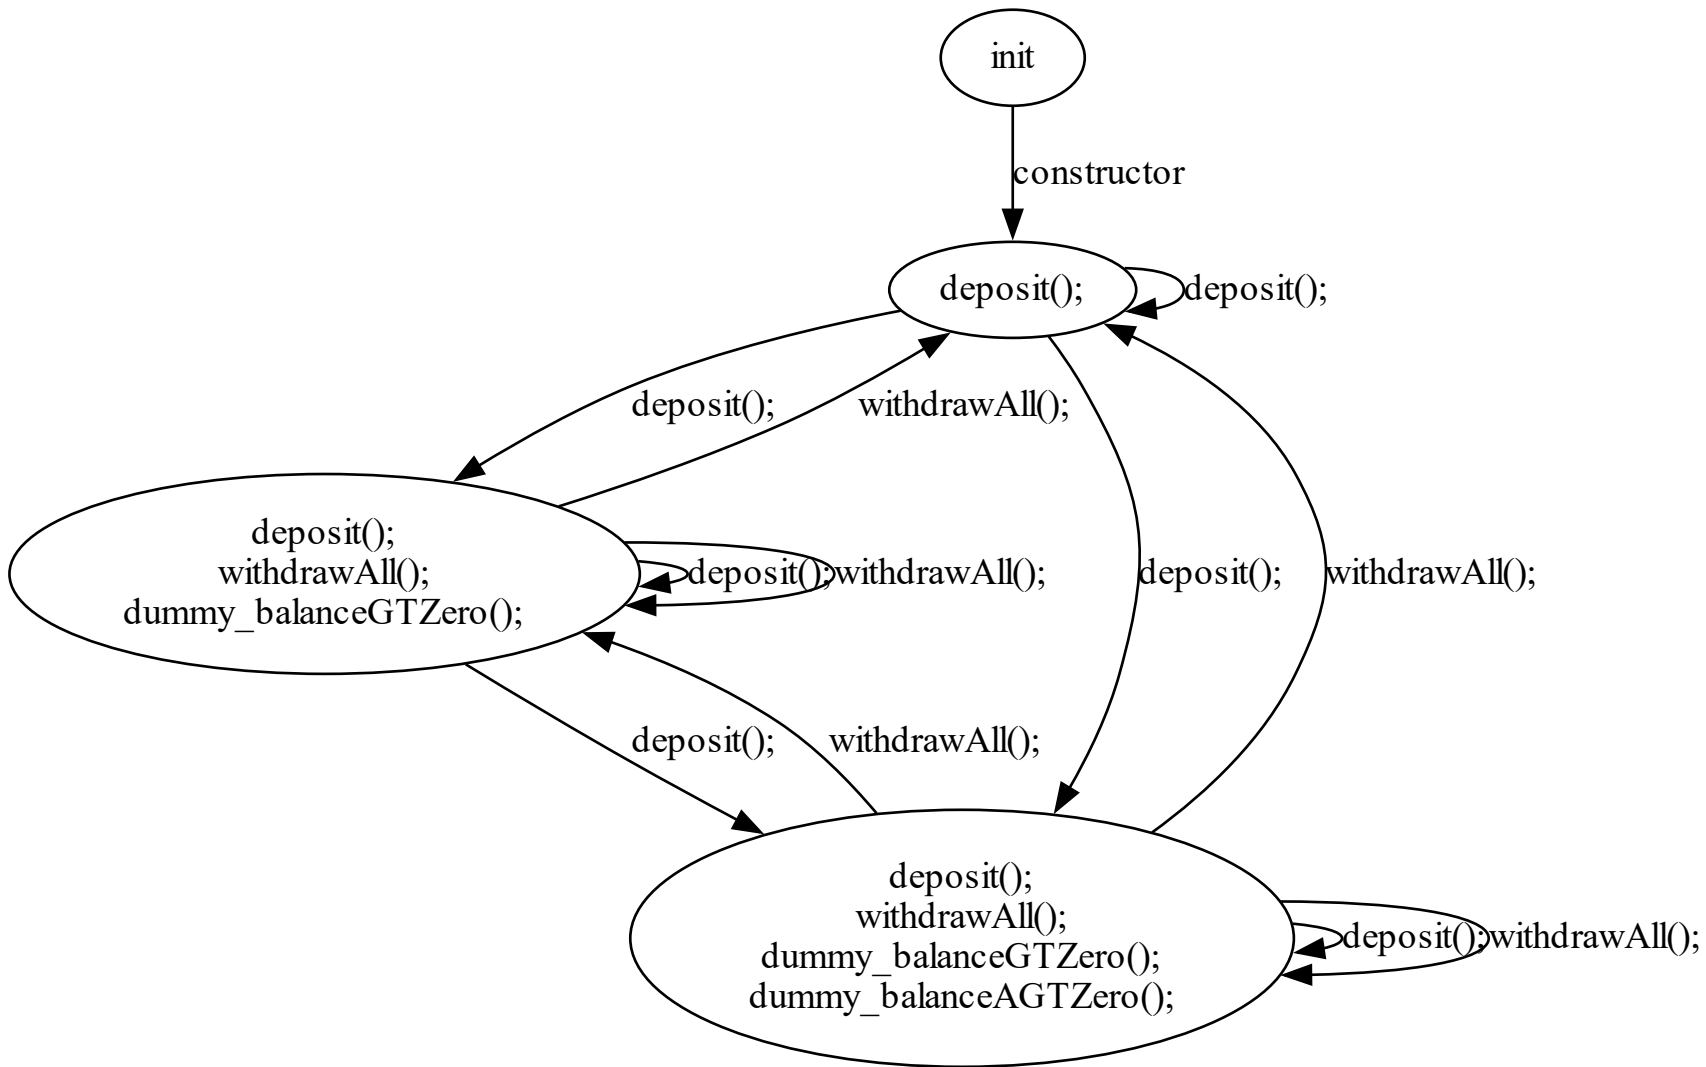 init
constructor
deposit();
deposit();
deposit();
withdrawAll();
deposit();
withdrawAll();
dummy_balanceGTZero();
deposit();
withdrawAll();
deposit();
withdrawAll();
deposit();
withdrawAll();
deposit();
withdrawAll();
dummy_balanceGTZero();
dummy_balanceAGTZero();
deposit();
withdrawAll();